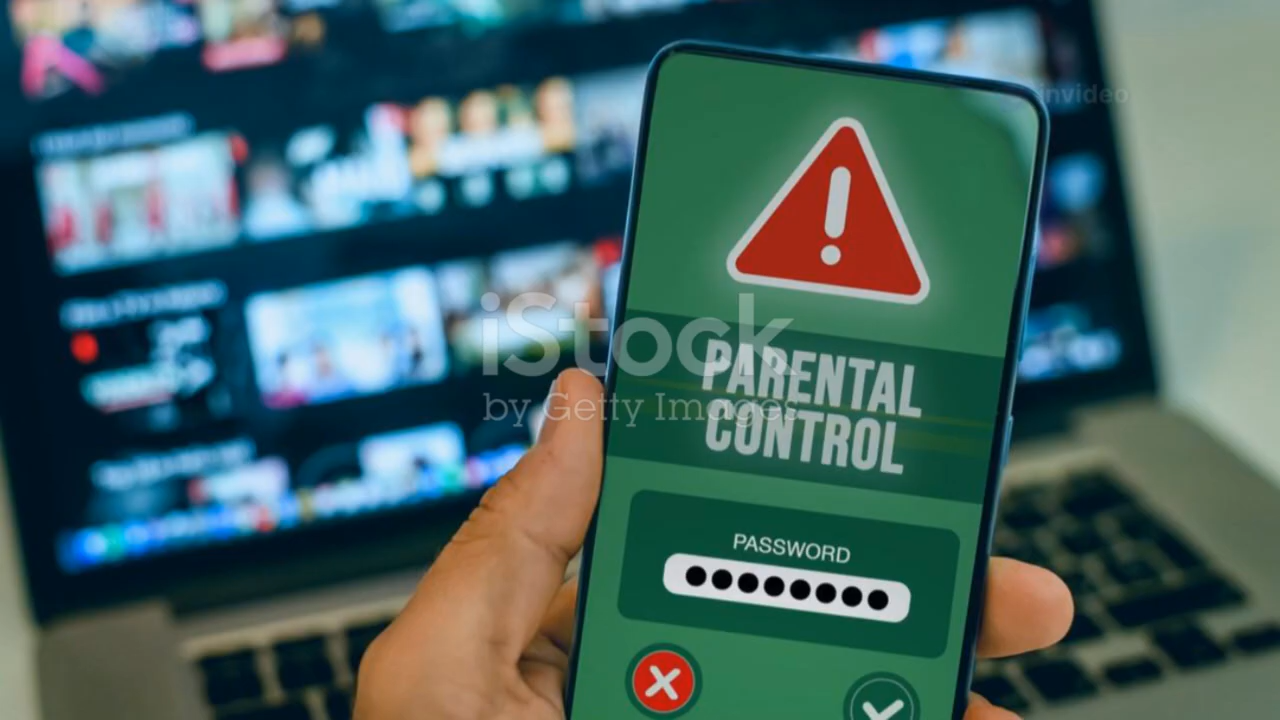 invideo
iStock
by Getty Images
PARENTAL
CONTROL
PASSWORD